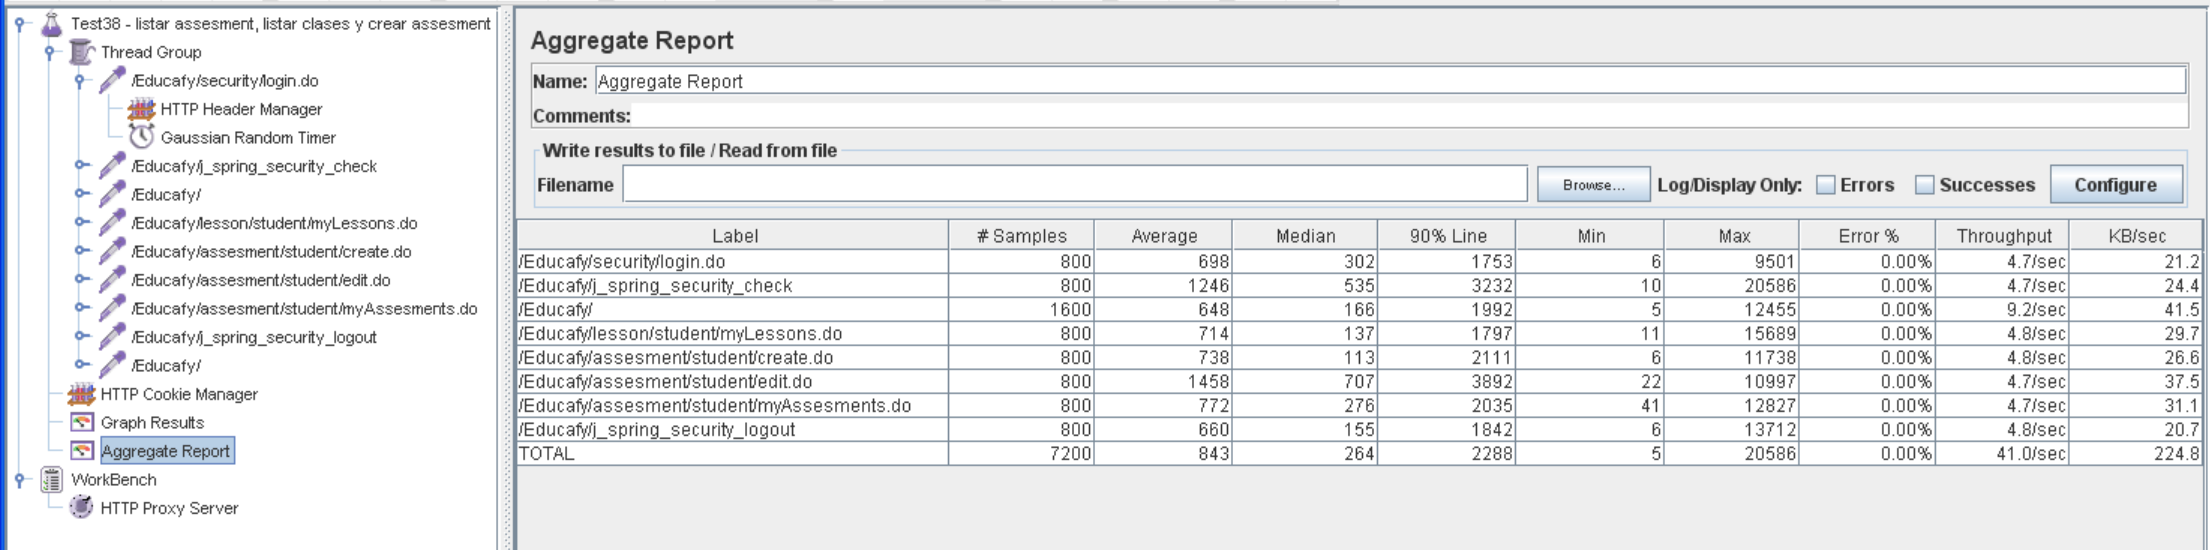 Test38 - listar assesment, listar clases y crear assesment
Thread Group
/Educafy/security/login.do
HTTP Header Manager
Gaussian Random Timer
/Educafy/j_spring_security_check
/Educafy/
/Educafy/lesson/student/myLessons.do
/Educafy/assesment/student/create.do
/Educafy/assesment/student/edit.do
/Educafy/assesment/student/myAssesments.do
/Educafy/j_spring_security_logout
/Educafy/
HTTP Cookie Manager
Graph Results
Aggregate Report
WorkBench
HTTP Proxy Server
Aggregate Report
Name: Aggregate Report
Comments:
Write results to file / Read from file
Filename Browse... Log/Display Only: Errors Successes Configure
Label # Samples Average Median 90% Line Min Max Error % Throughput KB/sec
/Educafy/security/login.do 800 698 302 1753 6 9501 0.00% 4.7/sec 21.2
/Educafy/j_spring_security_check 800 1246 535 3232 10 20586 0.00% 4.7/sec 24.4
/Educafy/ 1600 648 166 1992 5 12455 0.00% 9.2/sec 41.5
/Educafy/lesson/student/myLessons.do 800 714 137 1797 11 15689 0.00% 4.8/sec 29.7
/Educafy/assesment/student/create.do 800 738 113 2111 6 11738 0.00% 4.8/sec 26.6
/Educafy/assesment/student/edit.do 800 1458 707 3892 22 10997 0.00% 4.7/sec 37.5
/Educafy/assesment/student/myAssesments.do 800 772 276 2035 41 12827 0.00% 4.7/sec 31.1
/Educafy/j_spring_security_logout 800 660 155 1842 6 13712 0.00% 4.8/sec 20.7
TOTAL 7200 843 264 2288 5 20586 0.00% 41.0/sec 224.8